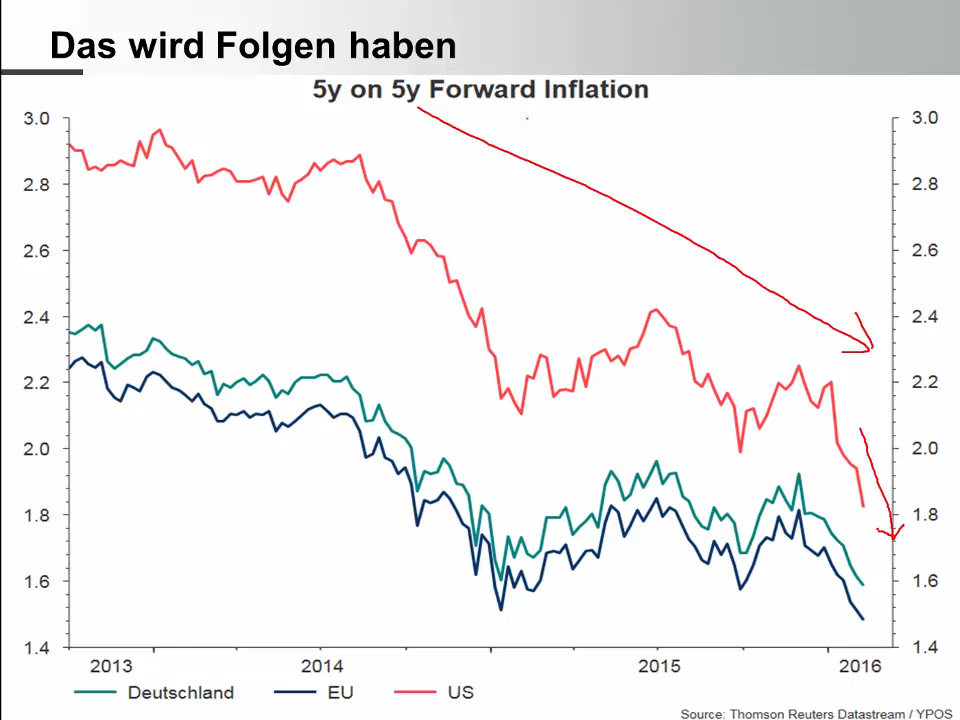 Das wird Folgen haben
5y on 5y Forward Inflation
3.0 3.0
2.8 2.8
2.6 2.6
2.4 2.4
2.2 2.2
2.0 2.0
1.8 1.8
1.6 1.6
1.4 1.4
2013 2014 2015 2016
Deutschland EU US
Source: Thomson Reuters Datastream / YPOS